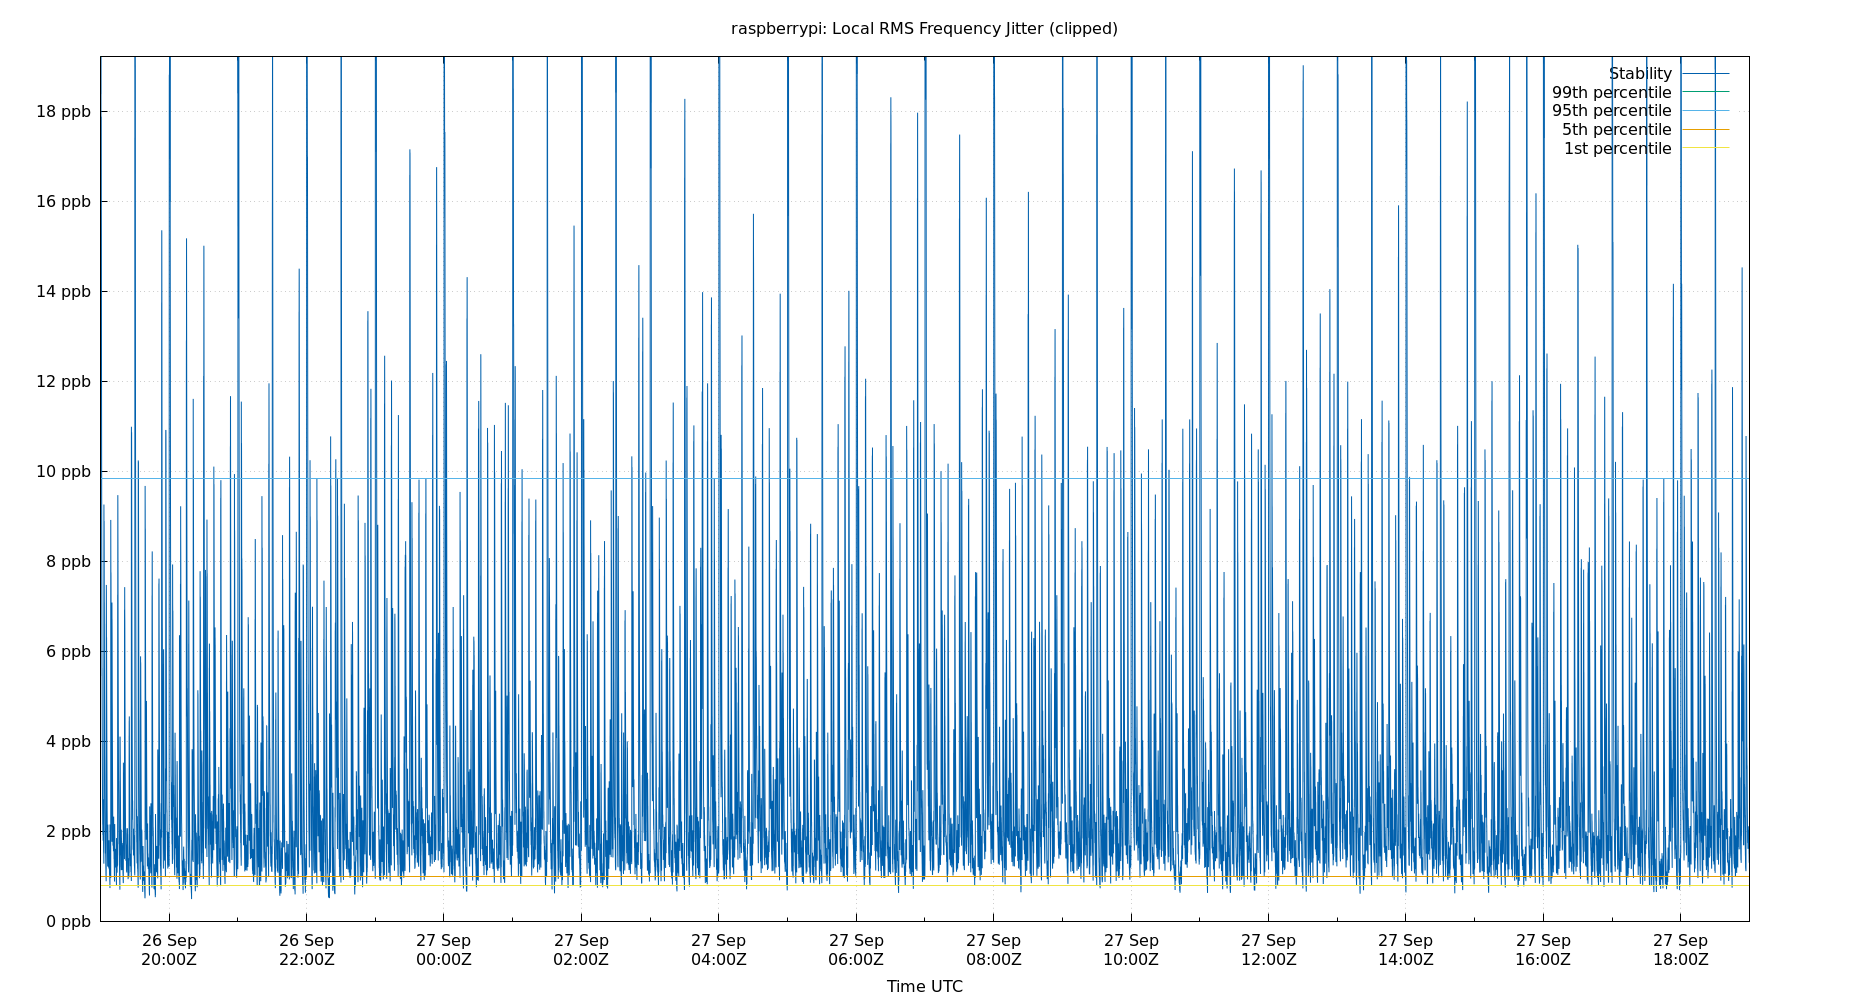 raspberrypi: Local RMS Frequency Jitter (clipped)
Stability
99th percentile
95th percentile
5th percentile
1st percentile
18 ppb
16 ppb
14 ppb
12 ppb
10 ppb
8 ppb
6 ppb
4 ppb
2 ppb
0 ppb
26 Sep 26 Sep 27 Sep 27 Sep 27 Sep 27 Sep 27 Sep 27 Sep 27 Sep 27 Sep 27 Sep 27 Sep
20:00Z 22:00Z 00:00Z 02:00Z 04:00Z 06:00Z 08:00Z 10:00Z 12:00Z 14:00Z 16:00Z 18:00Z
Time UTC